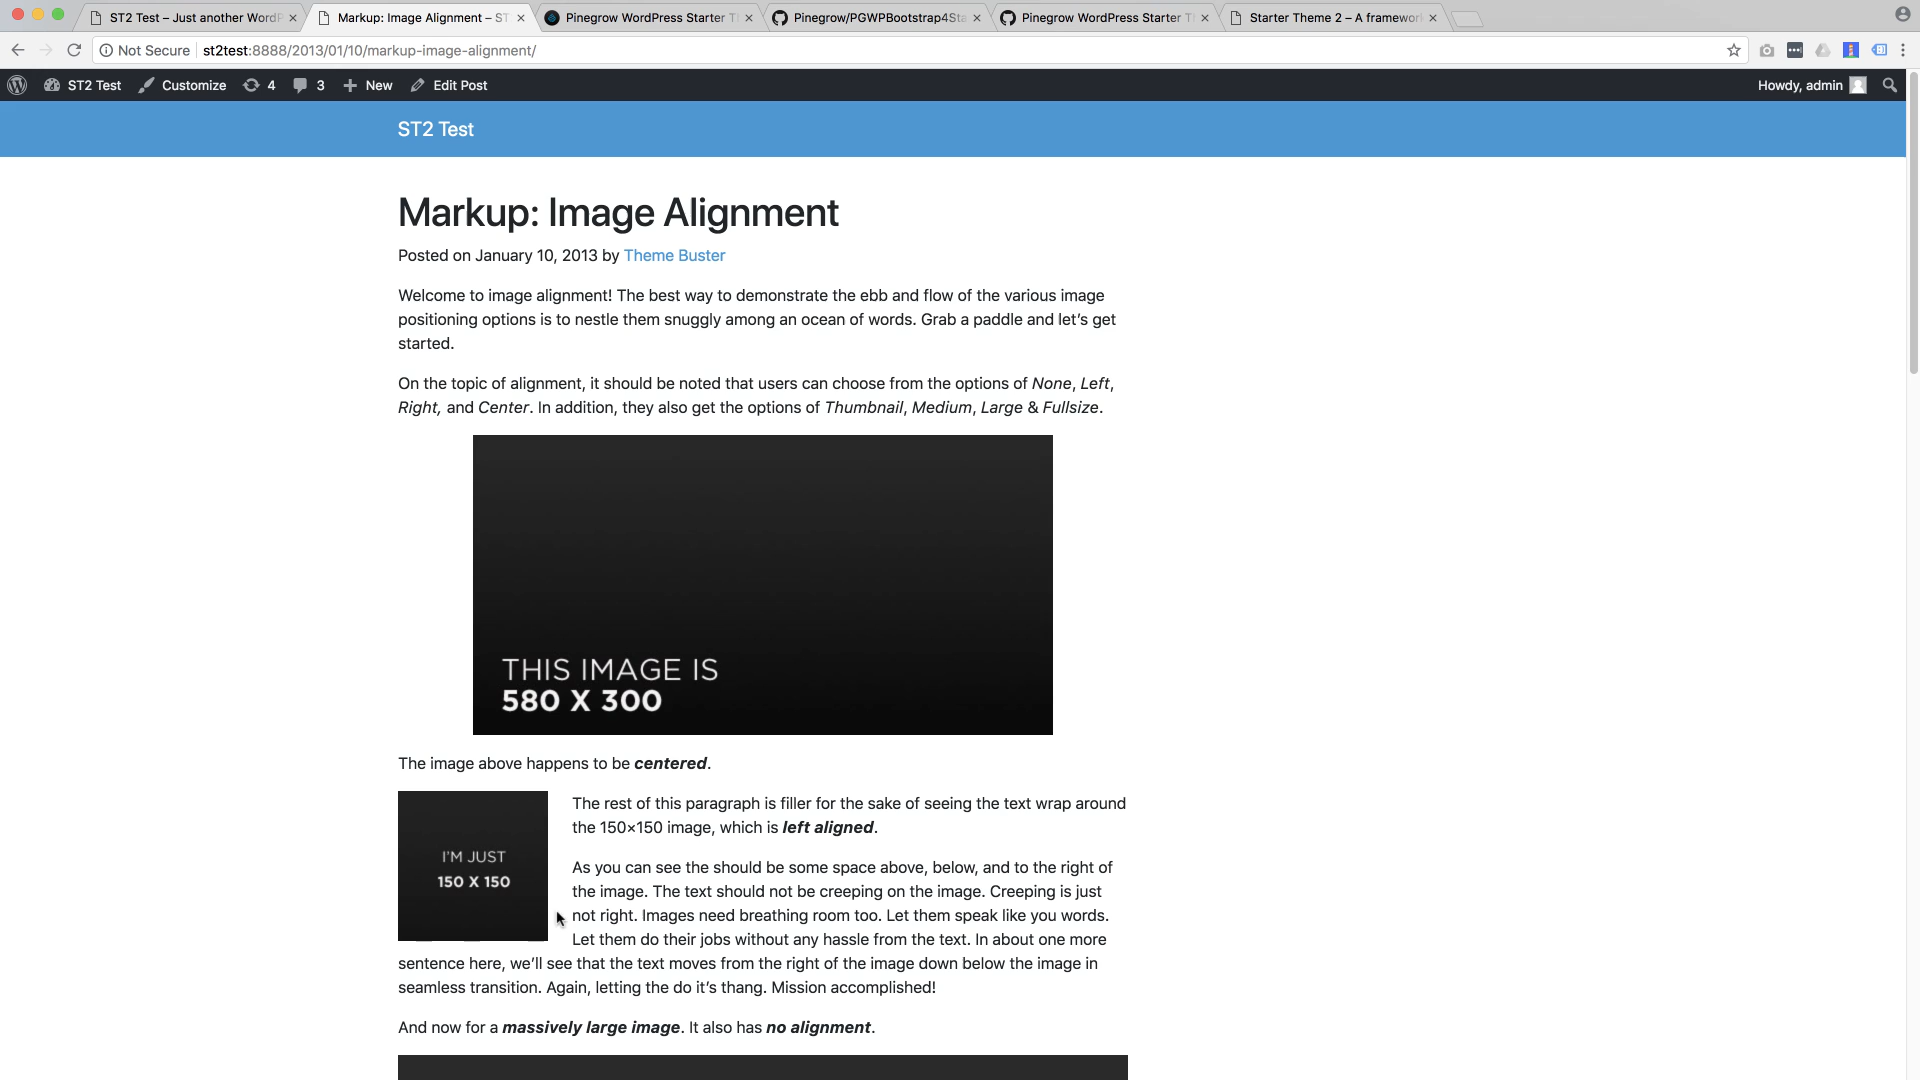 ST2 Test – Just another WordP
Markup: Image Alignment – ST
Pinegrow WordPress Starter Th
Pinegrow/PGWPBootstrap4Sta
Pinegrow WordPress Starter Th
Starter Theme 2 – A framework
Not Secure
st2test:8888/2013/01/10/markup-image-alignment/
ST2 Test
Customize
4
3
New
Edit Post
Howdy, admin
ST2 Test
Markup: Image Alignment
Posted on January 10, 2013 by Theme Buster
Welcome to image alignment! The best way to demonstrate the ebb and flow of the various image
positioning options is to nestle them snuggly among an ocean of words. Grab a paddle and let’s get
started.
On the topic of alignment, it should be noted that users can choose from the options of None, Left,
Right, and Center. In addition, they also get the options of Thumbnail, Medium, Large & Fullsize.
THIS IMAGE IS
580 X 300
The image above happens to be centered.
I'M JUST
150 X 150
The rest of this paragraph is filler for the sake of seeing the text wrap around
the 150×150 image, which is left aligned.
As you can see the should be some space above, below, and to the right of
the image. The text should not be creeping on the image. Creeping is just
not right. Images need breathing room too. Let them speak like you words.
Let them do their jobs without any hassle from the text. In about one more
sentence here, we’ll see that the text moves from the right of the image down below the image in
seamless transition. Again, letting the do it’s thang. Mission accomplished!
And now for a massively large image. It also has no alignment.